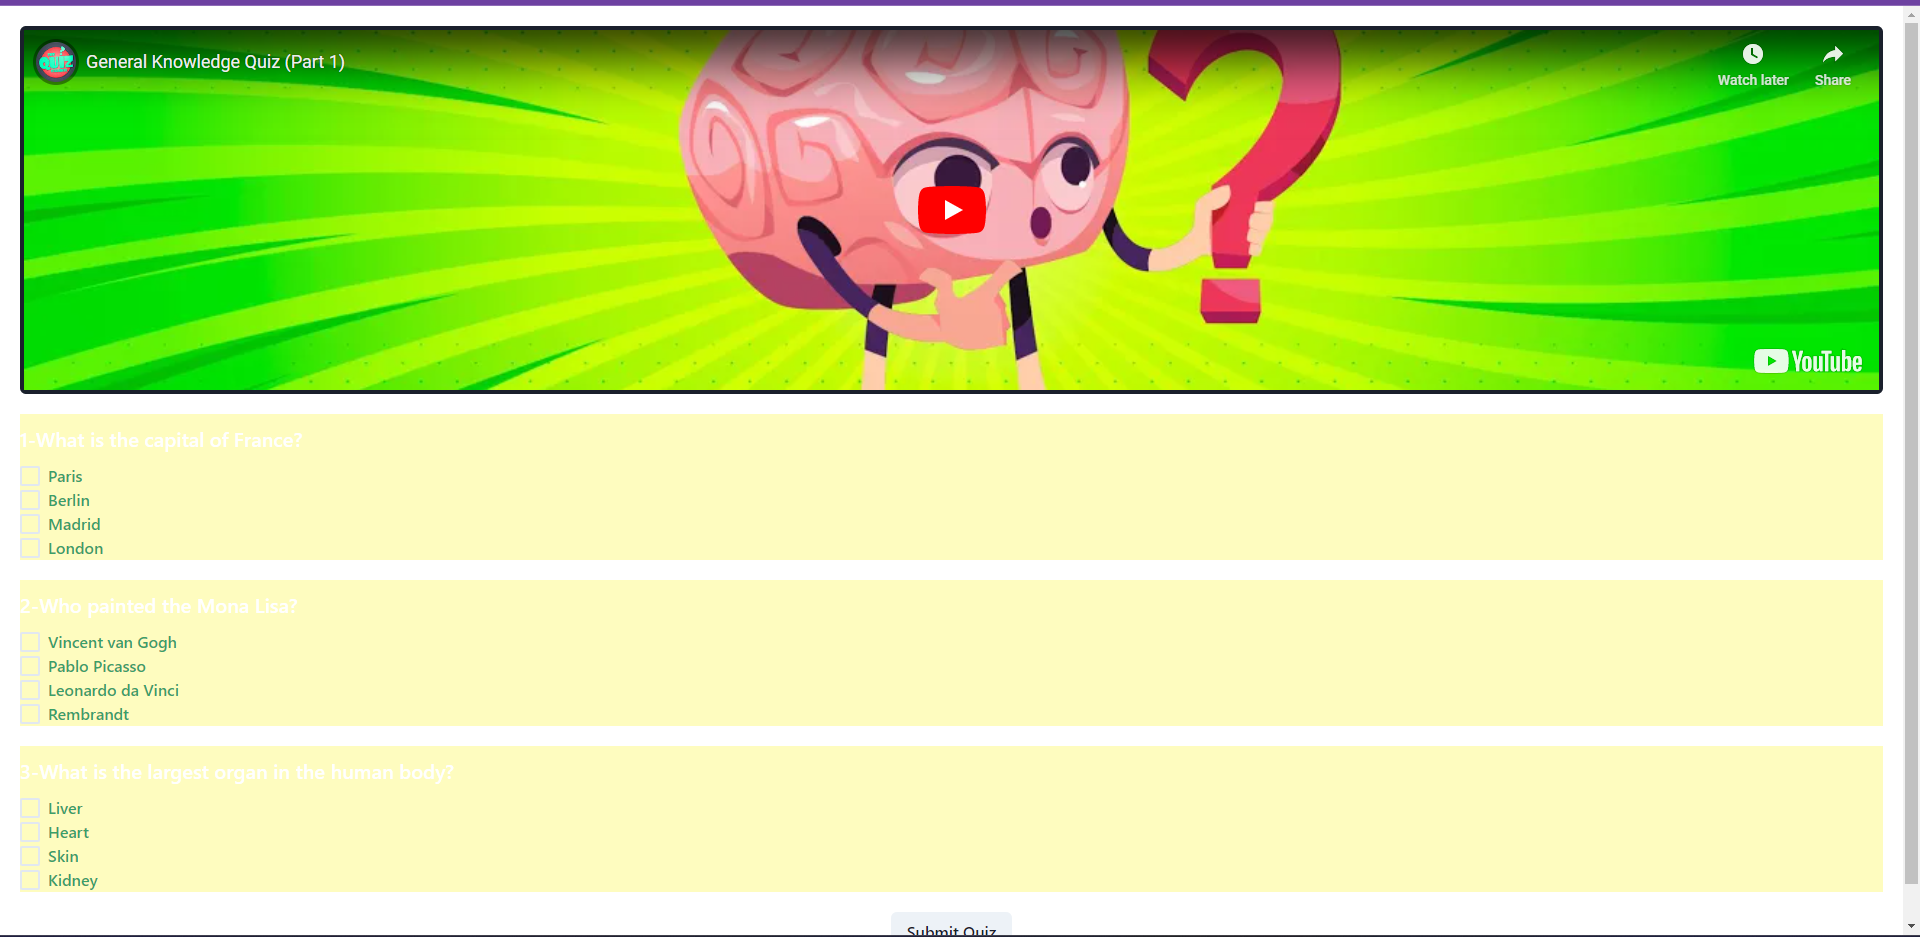 QUIZ
General Knowledge Quiz (Part 1)
Watch later
Share
YouTube
1-What is the capital of France?
Paris
Berlin
Madrid
London
2-Who painted the Mona Lisa?
Vincent van Gogh
Pablo Picasso
Leonardo da Vinci
Rembrandt
3-What is the largest organ in the human body?
Liver
Heart
Skin
Kidney
Submit Quiz